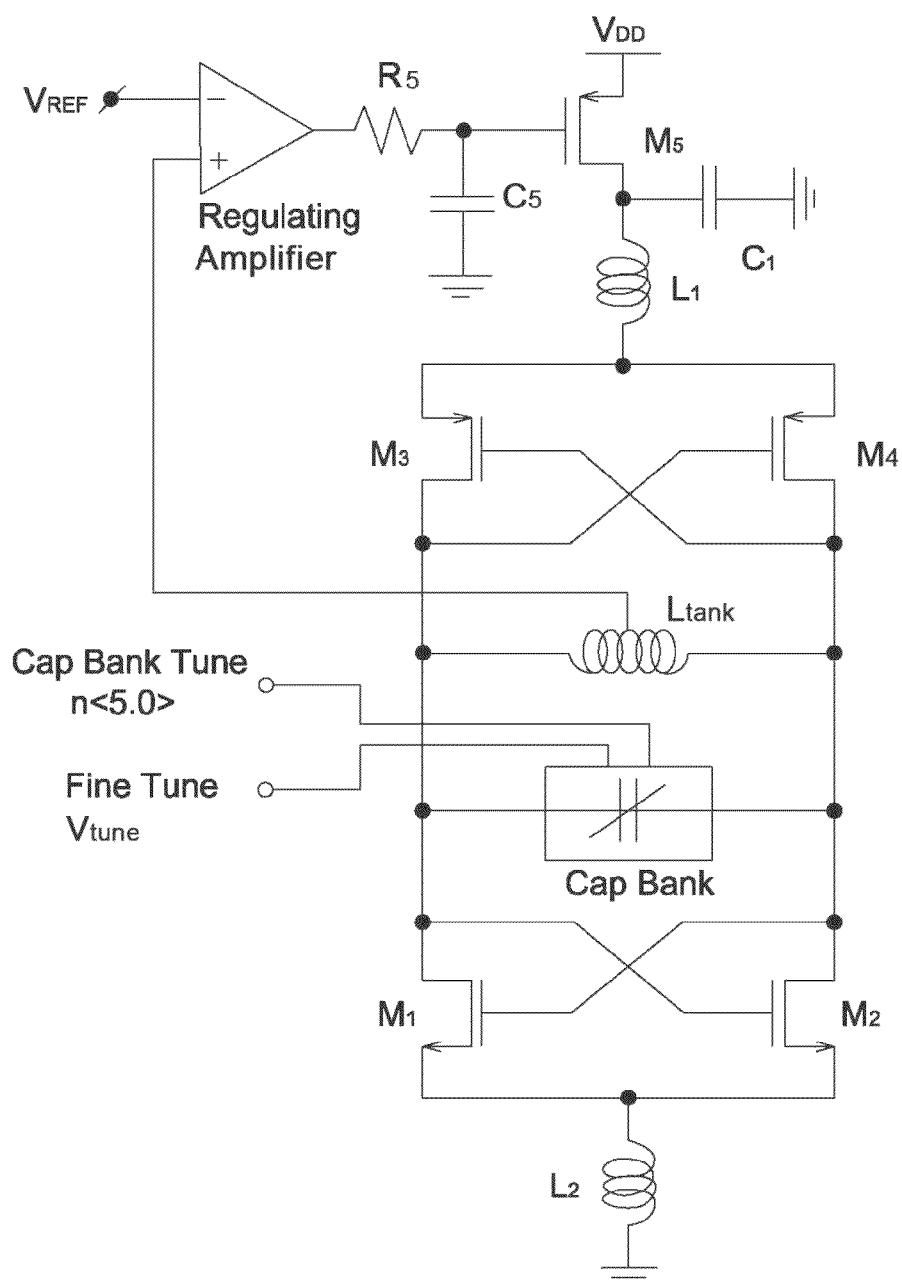 VDD
R5
VREF
−
+
M5
C5
Regulating
Amplifier
C1
L1
M3
M4
Ltank
Cap Bank Tune
n<5.0>
Fine Tune
Vtune
Cap Bank
M1
M2
L2